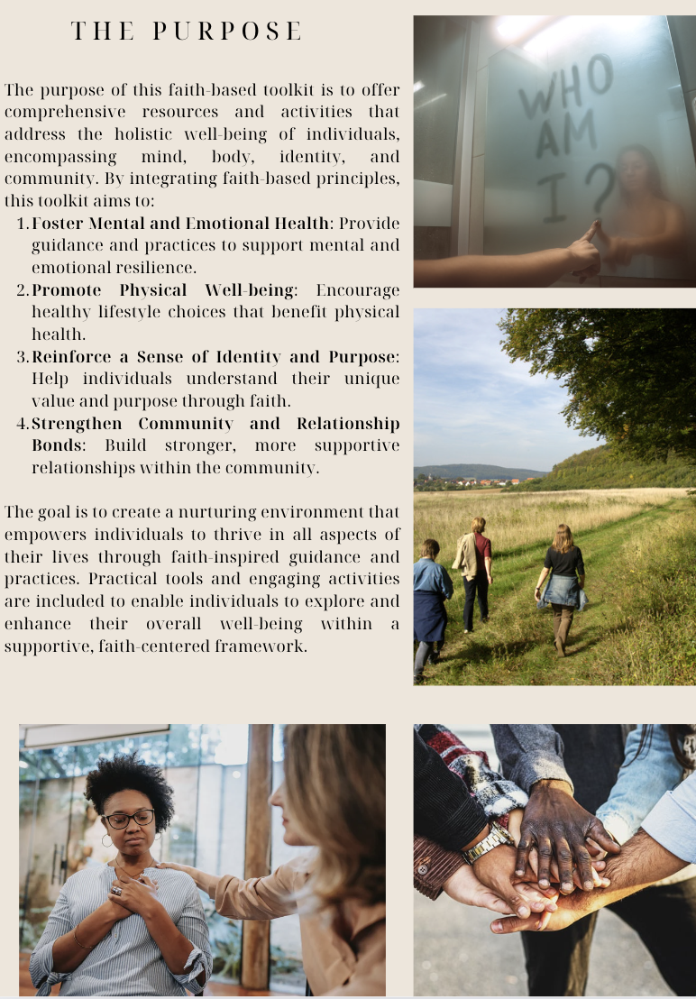 THE PURPOSE
The purpose of this faith-based toolkit is to offer
comprehensive resources and activities that
address the holistic well-being of individuals,
encompassing mind, body, identity, and
community. By integrating faith-based principles,
this toolkit aims to:
1. Foster Mental and Emotional Health: Provide
guidance and practices to support mental and
emotional resilience.
2. Promote Physical Well-being: Encourage
healthy lifestyle choices that benefit physical
health.
3. Reinforce a Sense of Identity and Purpose:
Help individuals understand their unique
value and purpose through faith.
4. Strengthen Community and Relationship
Bonds: Build stronger, more supportive
relationships within the community.
The goal is to create a nurturing environment that
empowers individuals to thrive in all aspects of
their lives through faith-inspired guidance and
practices. Practical tools and engaging activities
are included to enable individuals to explore and
enhance their overall well-being within a
supportive, faith-centered framework.
WHO
AM
I ?